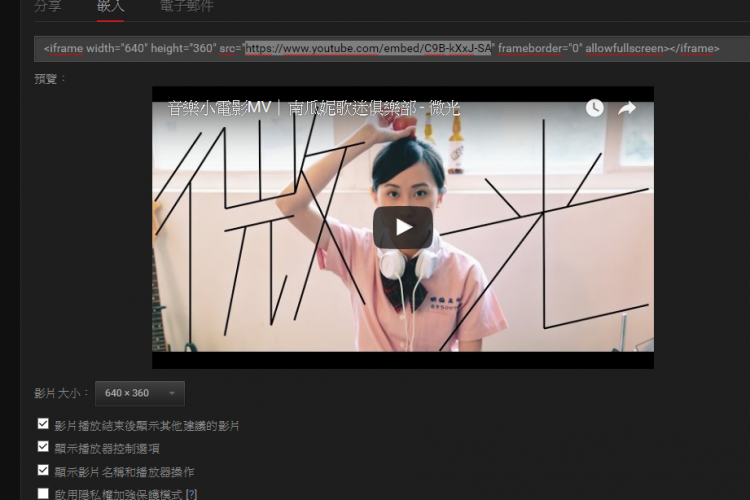 分享 嵌入 電子郵件
<iframe width="640" height="360" src="https://www.youtube.com/embed/C9B-kXxJ-SA" frameborder="0" allowfullscreen></iframe>
預覽：
音樂小電影MV｜ 南瓜妮歌迷俱樂部 - 微光
微光
影片大小： 640 × 360
影片播放結束後顯示其他建議的影片
顯示播放器控制選項
顯示影片名稱和播放器操作
啟用隱私權加強保護模式 [?]